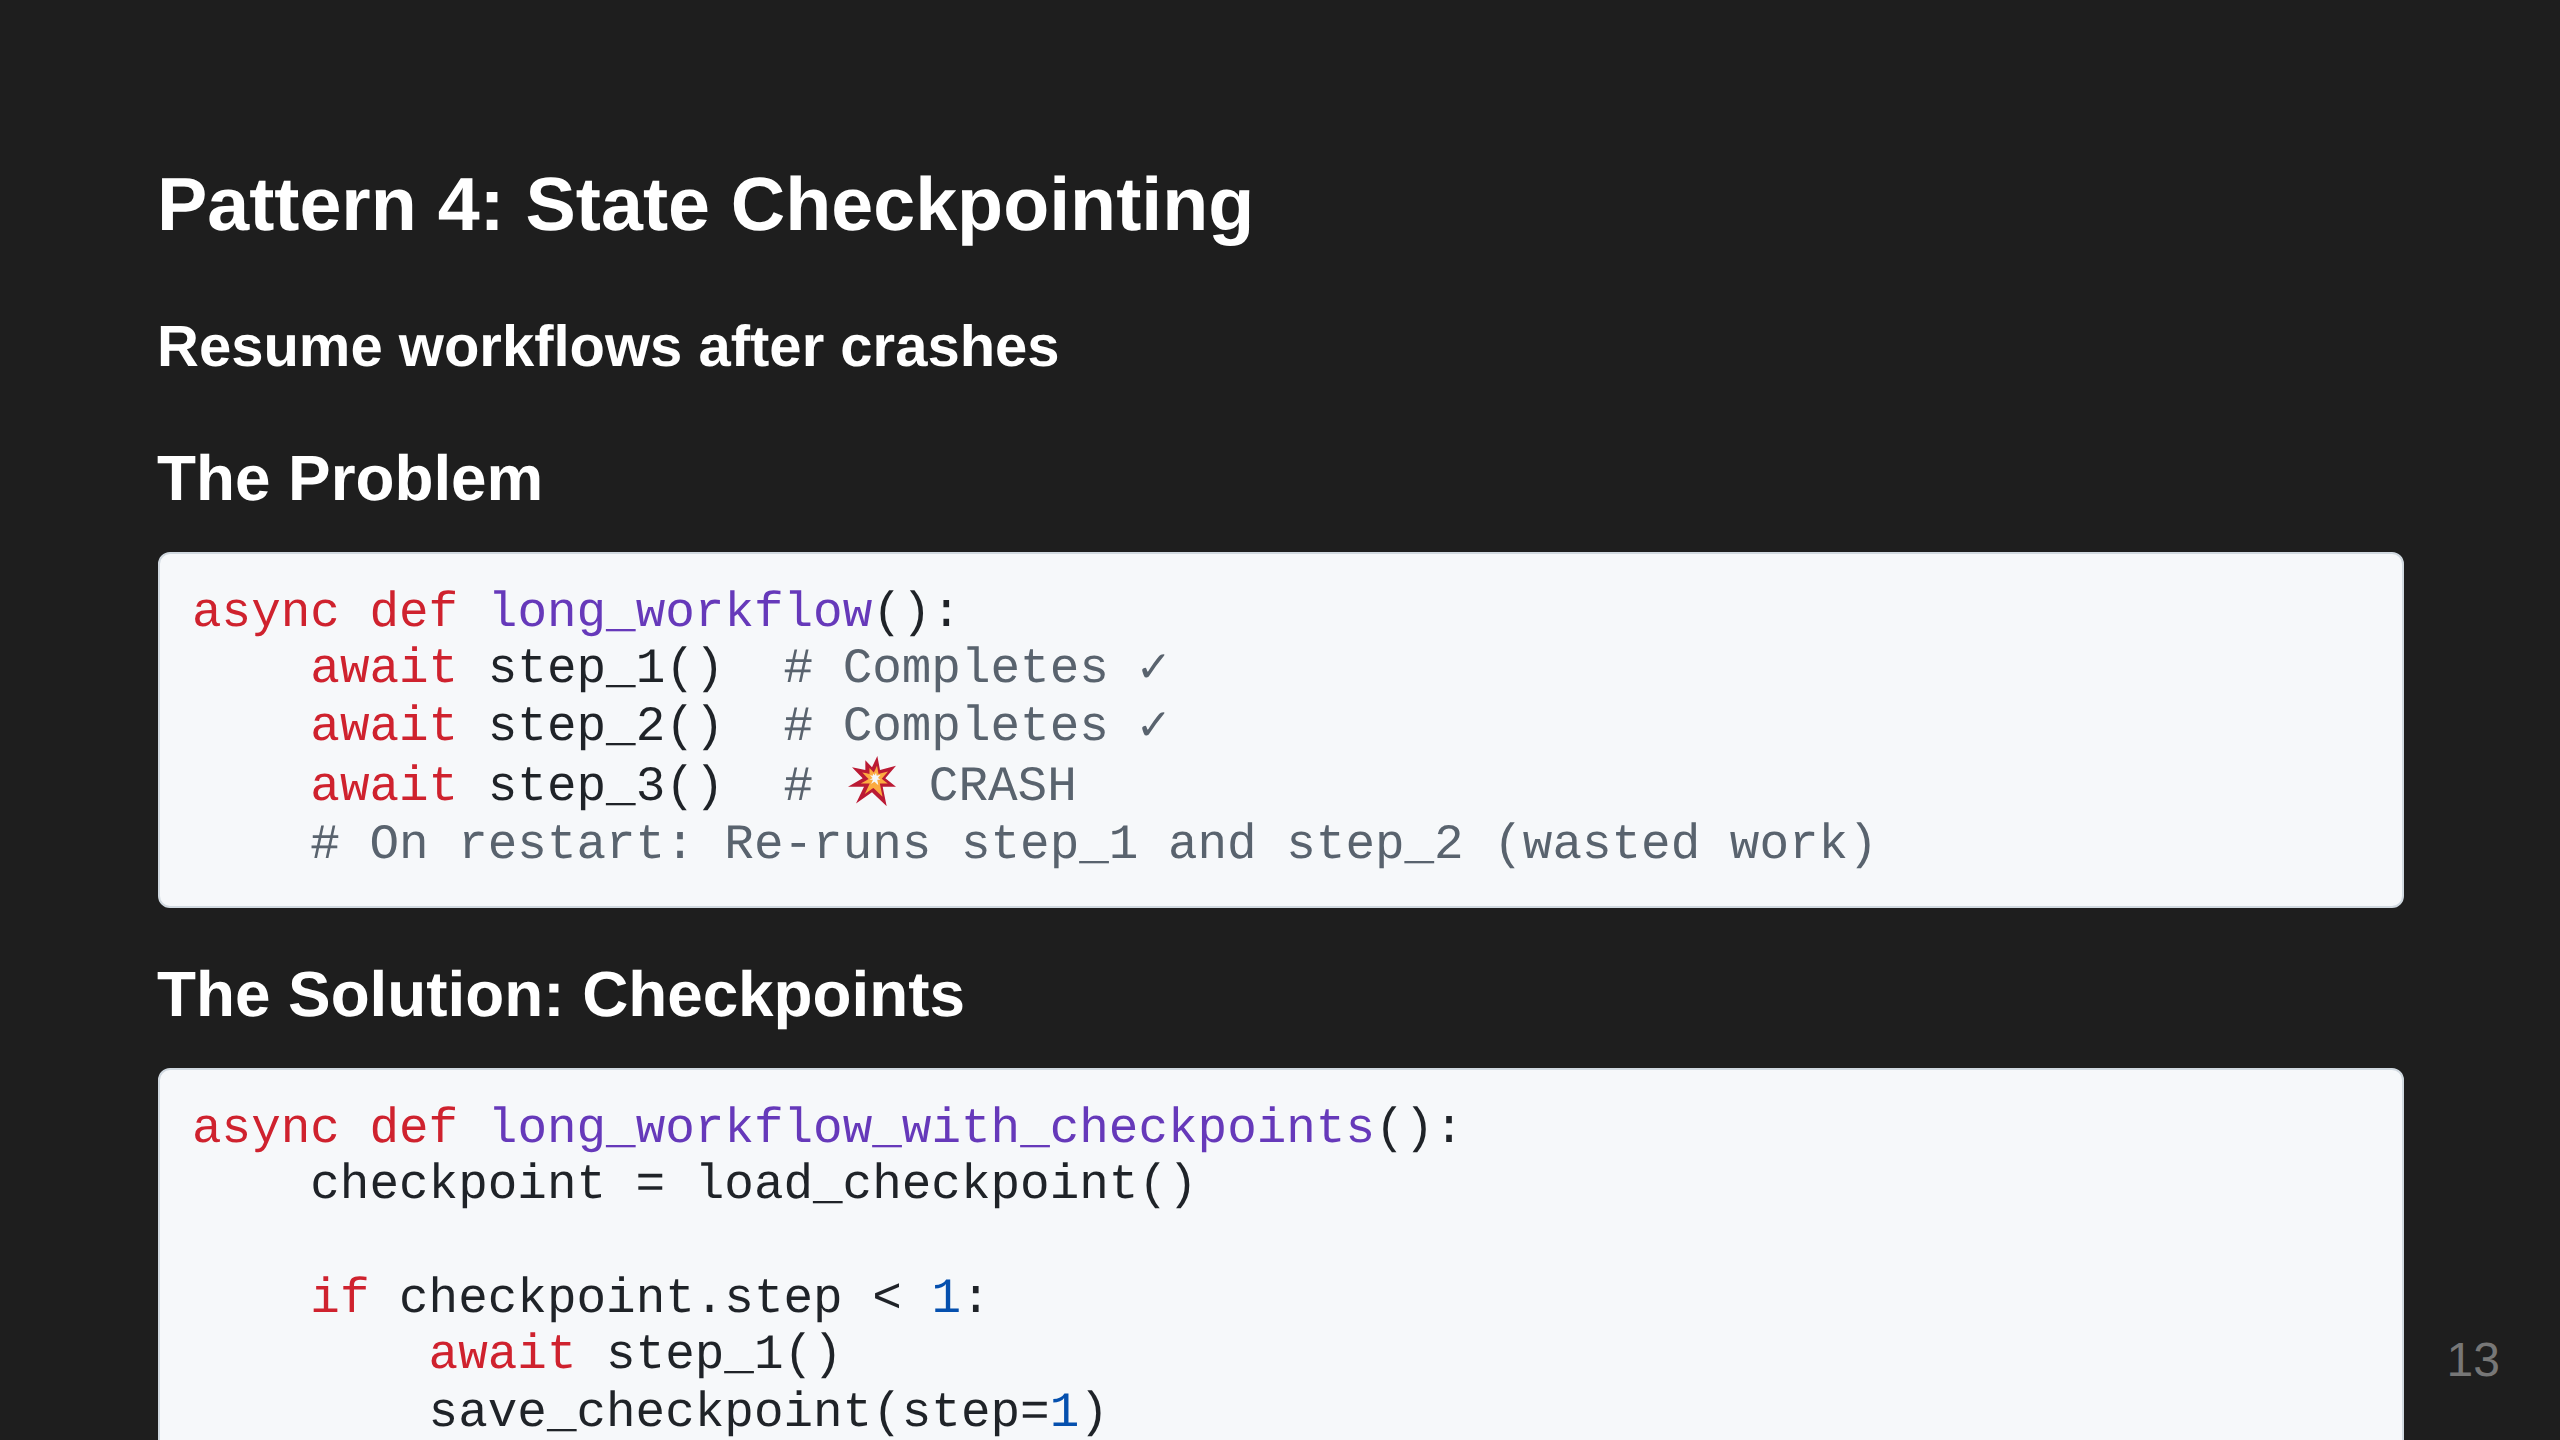 Pattern 4: State Checkpointing
Resume workflows after crashes
The Problem
async def long_workflow():
    await step_1()  # Completes ✓
    await step_2()  # Completes ✓
    await step_3()  # 💥 CRASH
    # On restart: Re-runs step_1 and step_2 (wasted work)
The Solution: Checkpoints
async def long_workflow_with_checkpoints():
    checkpoint = load_checkpoint()
    if checkpoint.step < 1:
        await step_1()
        save_checkpoint(step=1)
13